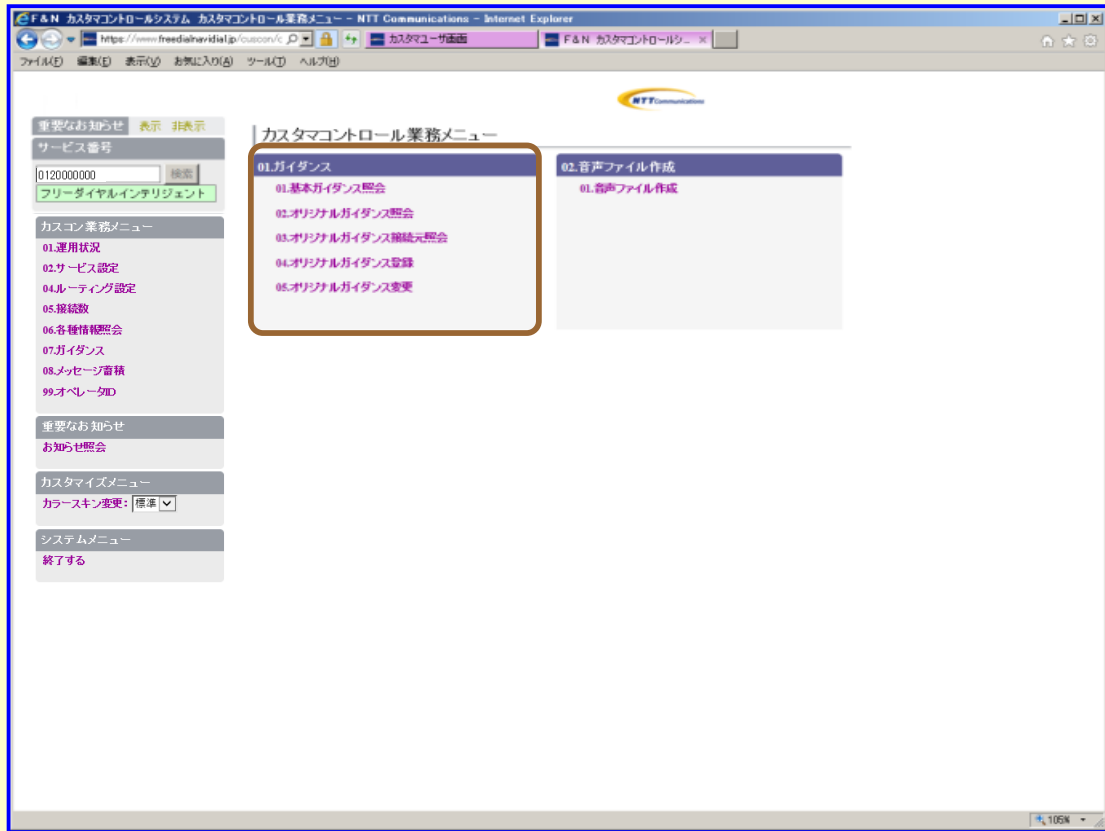 F&N カスタマコントロールシステム カスタマコントロール業務メニュー - NTT Communications - Internet Explorer
https://www.freedialnavidial.jp/cuscon/c
カスタマユーザ画面
F&N カスタマコントロールシ...
ファイル(F) 編集(E) 表示(V) お気に入り(A) ツール(T) ヘルプ(H)
NTT Communications
重要なお知らせ 表示 非表示
サービス番号
0120000000 検索
フリーダイヤルインテリジェント
カスコン業務メニュー
01.運用状況
02.サービス設定
04.ルーティング設定
05.接続数
06.各種情報照会
07.ガイダンス
08.メッセージ蓄積
99.オペレータID
重要なお知らせ
お知らせ照会
カスタマイズメニュー
カラースキン変更: 標準
システムメニュー
終了する
カスタマコントロール業務メニュー
01.ガイダンス
01.基本ガイダンス照会
02.オリジナルガイダンス照会
03.オリジナルガイダンス接続元照会
04.オリジナルガイダンス登録
05.オリジナルガイダンス変更
02.音声ファイル作成
01.音声ファイル作成
105%